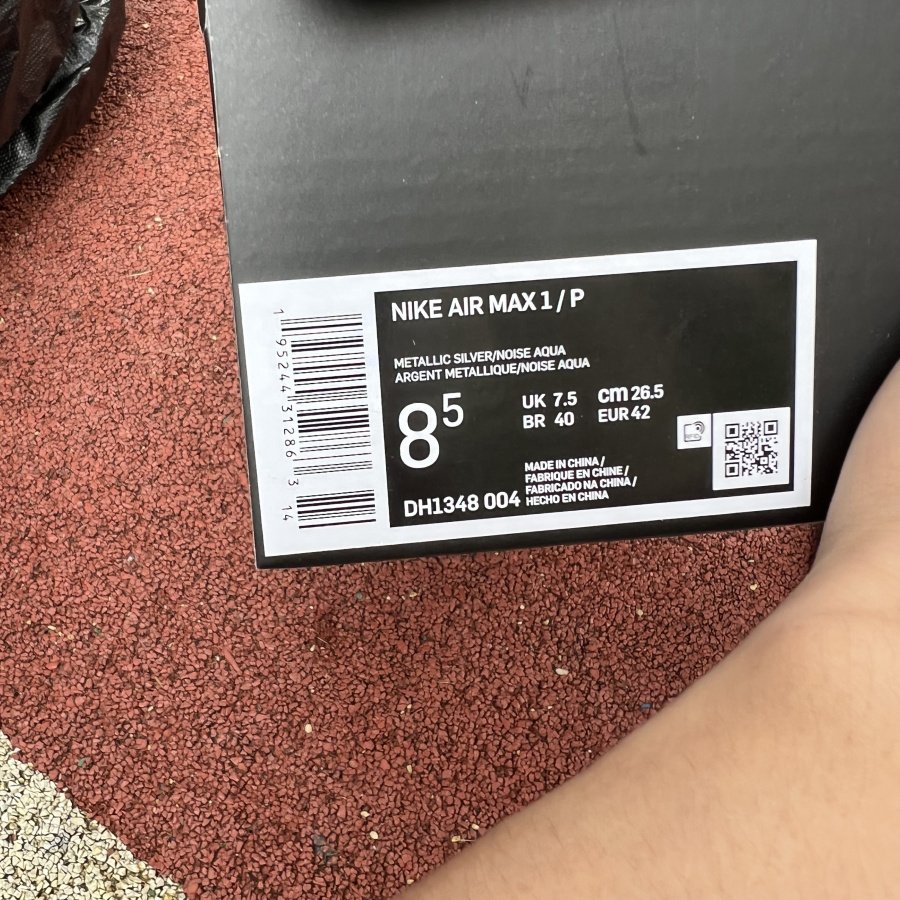 NIKE AIR MAX 1 / P
METALLIC SILVER/NOISE AQUA
ARGENT METALLIQUE/NOISE AQUA
8 5
UK 7.5 cm 26.5
BR 40 EUR 42
MADE IN CHINA /
FABRIQUE EN CHINE /
FABRICADO NA CHINA /
HECHO EN CHINA
DH1348 004
RFID
1 95244 31286 3
14